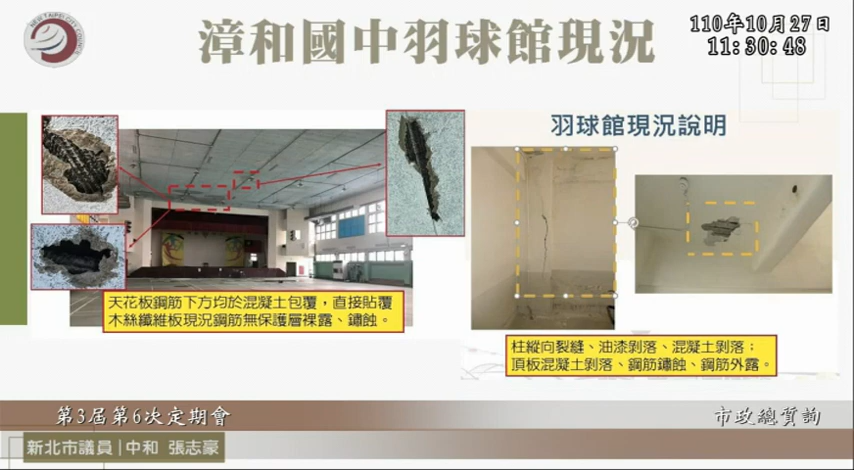 NEW TAIPEI CITY COUNCIL
漳和國中羽球館現況
110年10月27日
11:30:48
羽球館現況說明
天花板鋼筋下方均於混凝土包覆，直接貼覆
木絲纖維板現況鋼筋無保護層裸露、鏽蝕。
柱縱向裂縫、油漆剝落、混凝土剝落；
頂板混凝土剝落、鋼筋鏽蝕、鋼筋外露。
第3屆第6次定期會
市政總質詢
新北市議員|中和 張志豪